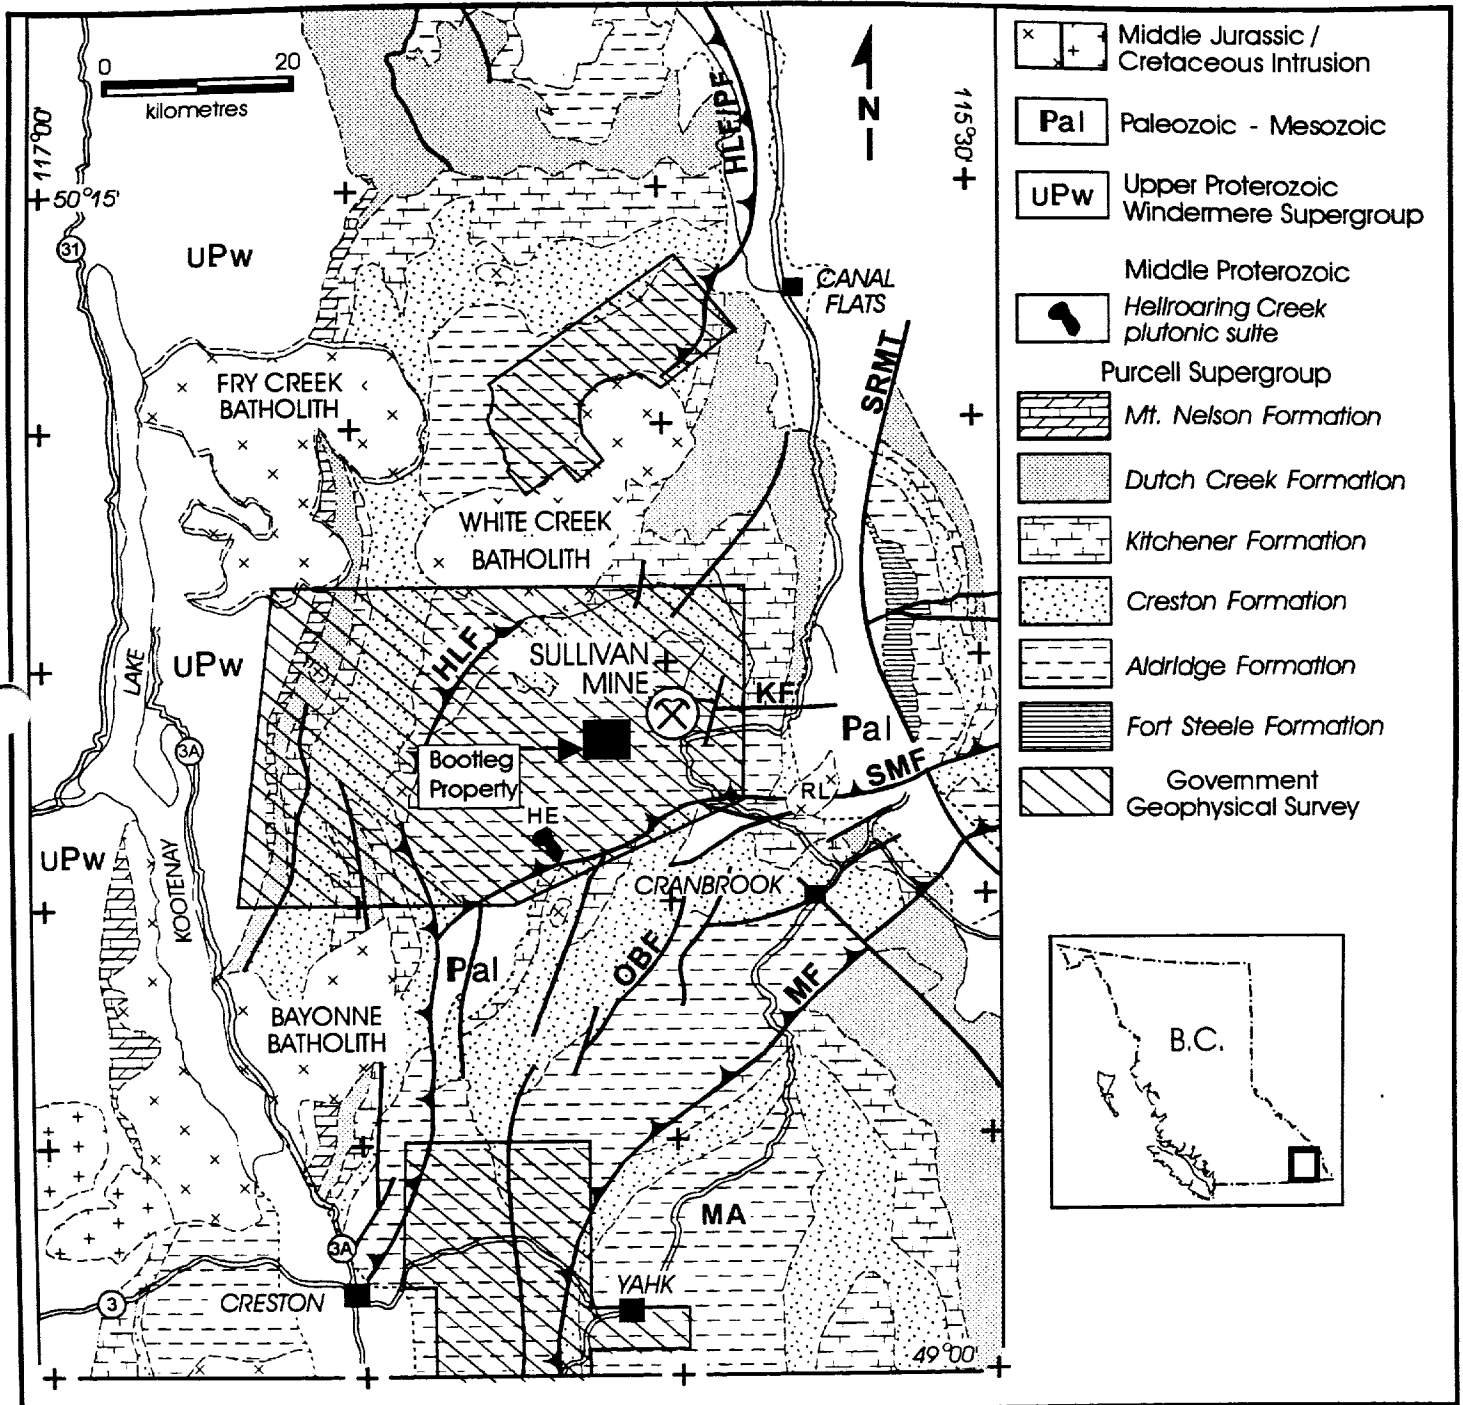 0 20
kilometres
117°00'
50°15'
31
UPw
HLF/PF
N
115°30'
CANAL
FLATS
SRMT
FRY CREEK
BATHOLITH
WHITE CREEK
BATHOLITH
HLF
SULLIVAN
MINE
KF
UPw
LAKE
3A
Pal
SMF
RL
Bootleg
Property
HE
UPw
KOOTENAY
CRANBROOK
OBF
MF
Pal
BAYONNE
BATHOLITH
MA
3A
YAHK
3
CRESTON
49°00'
Middle Jurassic /
Cretaceous Intrusion
Pal Paleozoic - Mesozoic
UPw Upper Proterozoic
Windermere Supergroup
Middle Proterozoic
Hellroaring Creek
plutonic suite
Purcell Supergroup
Mt. Nelson Formation
Dutch Creek Formation
Kitchener Formation
Creston Formation
Aldridge Formation
Fort Steele Formation
Government
Geophysical Survey
B.C.